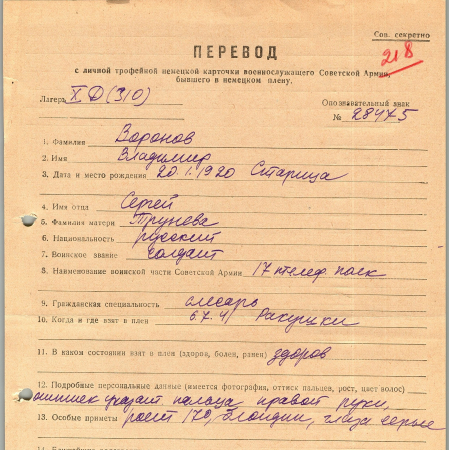 Сов. секретно
218
ПЕРЕВОД
с личной трофейной немецкой карточки военнослужащего Советской Армии,
бывшего в немецком плену.
Лагерь X D (310)
Опознавательный знак
№ 28475
1. Фамилия Воронов
2. Имя Владимир
3. Дата и место рождения 20.1.1920 Старица
4. Имя отца Сергей
5. Фамилия матери Трунева
6. Национальность русский
7. Воинское звание солдат
8. Наименование воинской части Советской Армии 17 телеф полк
9. Гражданская специальность слесарь
10. Когда и где взят в плен 6.7.41 Ракушки
11. В каком состоянии взят в плен (здоров, болен, ранен) здоров
12. Подробные персональные данные (имеется фотография, оттиск пальцев, рост, цвет волос)
оттиск указат пальца правой руки,
13. Особые приметы рост 170, блондин, глаза серые